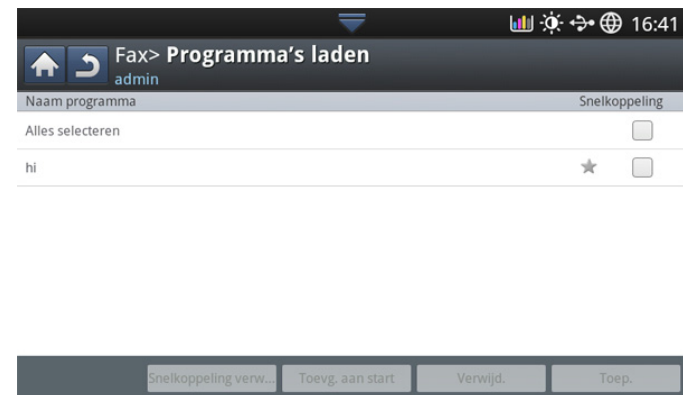 16:41
Fax> Programma's laden
admin
Naam programma Snelkoppeling
Alles selecteren
hi
Snelkoppeling verw... Toevg. aan start Verwijd. Toep.